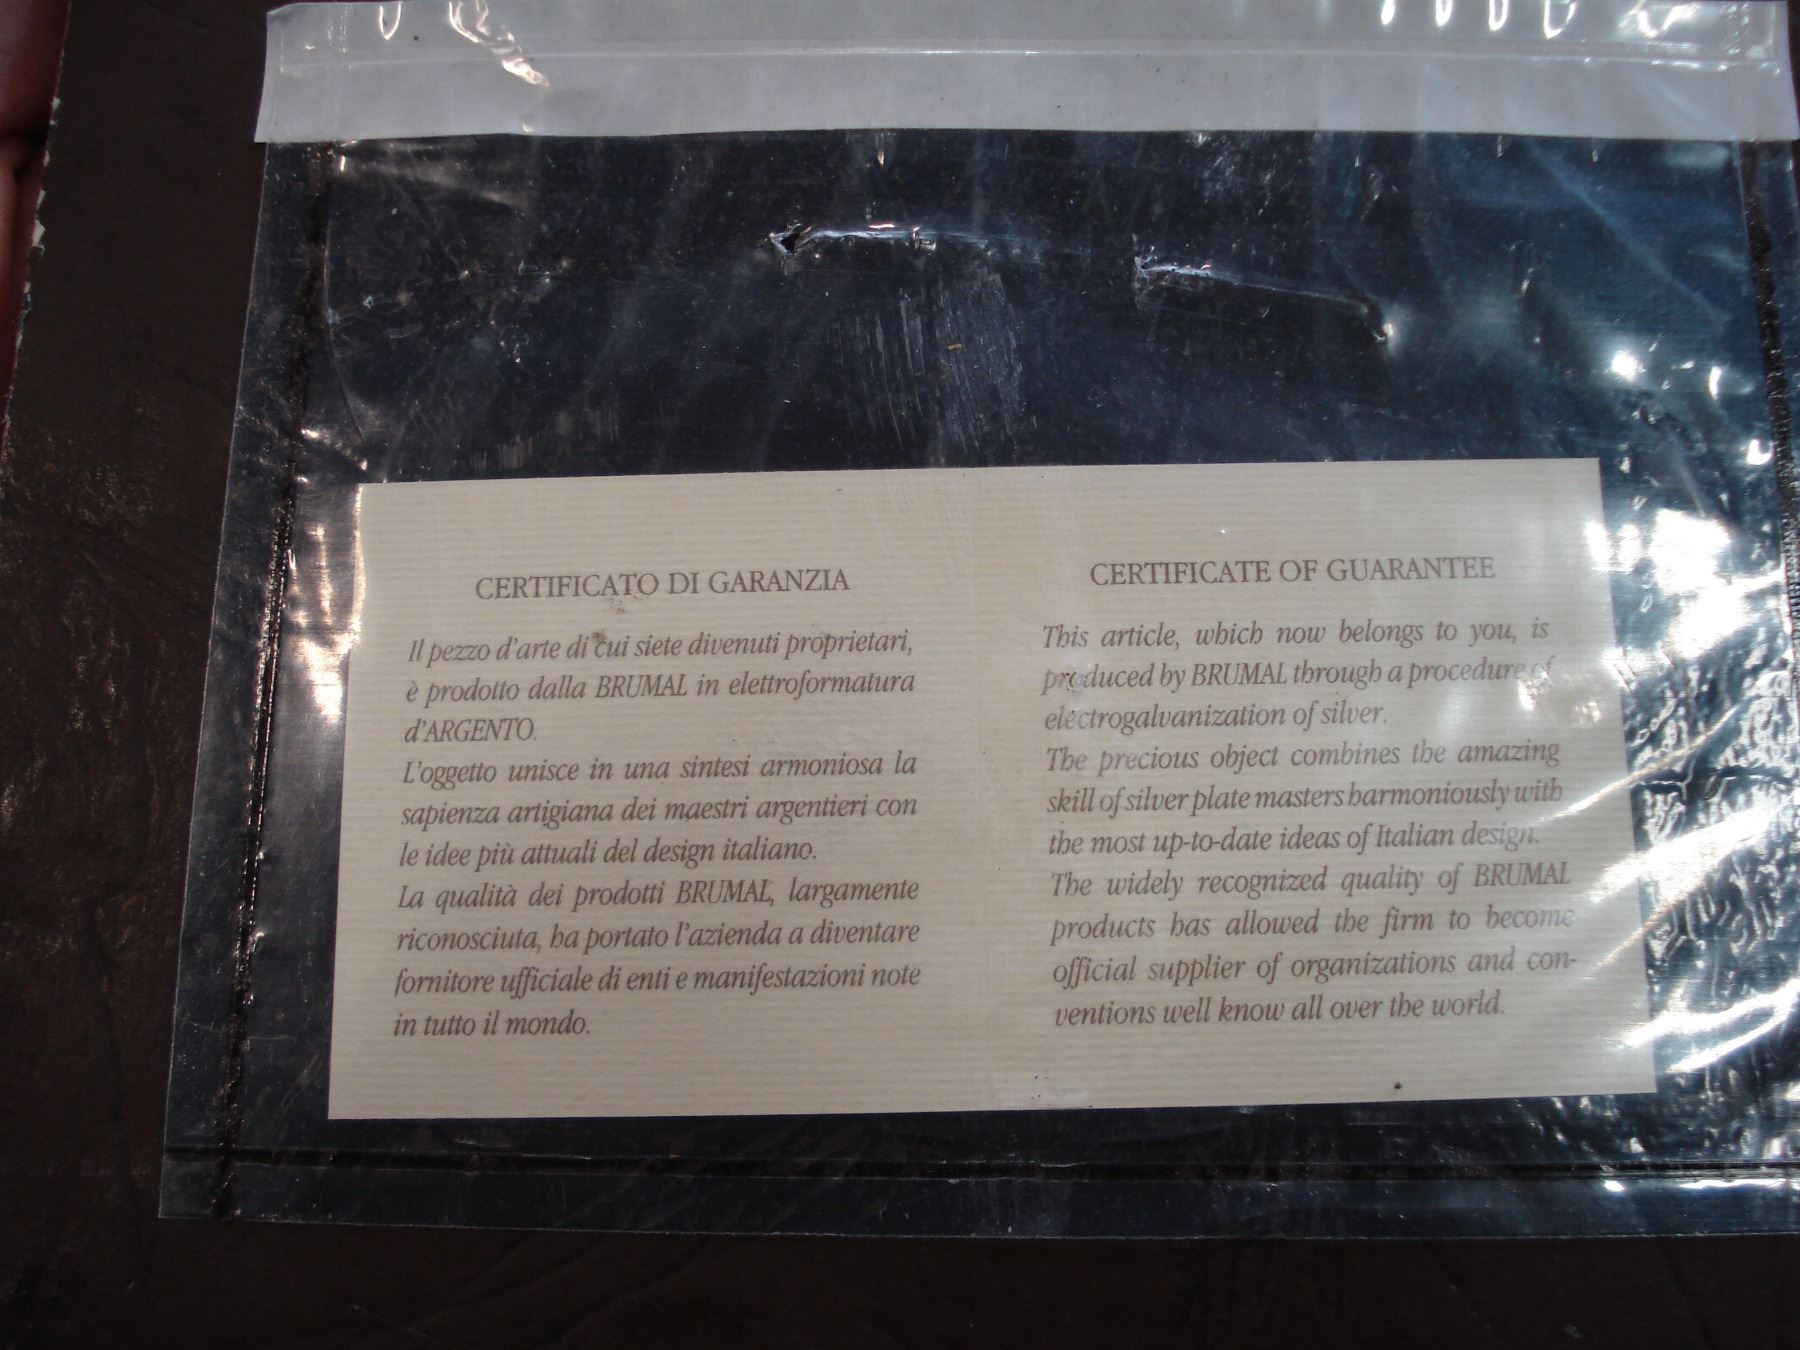 CERTIFICATO DI GARANZIA
Il pezzo d'arte di cui siete divenuti proprietari,
è prodotto dalla BRUMAL in elettroformatura
d'ARGENTO.
L'oggetto unisce in una sintesi armoniosa la
sapienza artigiana dei maestri argentieri con
le idee più attuali del design italiano.
La qualità dei prodotti BRUMAL, largamente
riconosciuta, ha portato l'azienda a diventare
fornitore ufficiale di enti e manifestazioni note
in tutto il mondo.
CERTIFICATE OF GUARANTEE
This article, which now belongs to you, is
produced by BRUMAL through a procedure of
electrogalvanization of silver.
The precious object combines the amazing
skill of silver plate masters harmoniously with
the most up-to-date ideas of Italian design.
The widely recognized quality of BRUMAL
products has allowed the firm to become
official supplier of organizations and con-
ventions well know all over the world.